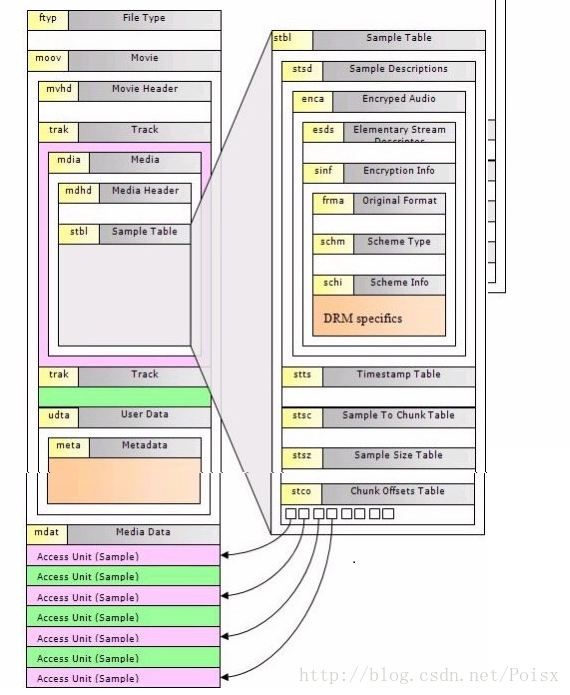 ftyp File Type
moov Movie
mvhd Movie Header
trak Track
mdia Media
mdhd Media Header
stbl Sample Table
trak Track
udta User Data
meta Metadata
mdat Media Data
Access Unit (Sample)
Access Unit (Sample)
Access Unit (Sample)
Access Unit (Sample)
Access Unit (Sample)
Access Unit (Sample)
Access Unit (Sample)
stbl Sample Table
stsd Sample Descriptions
enca Encryped Audio
esds Elementary Stream
Descriptor
sinf Encryption Info
frma Original Format
schm Scheme Type
schi Scheme Info
DRM specifics
stts Timestamp Table
stsc Sample To Chunk Table
stsz Sample Size Table
stco Chunk Offsets Table
http://blog.csdn.net/Poisx